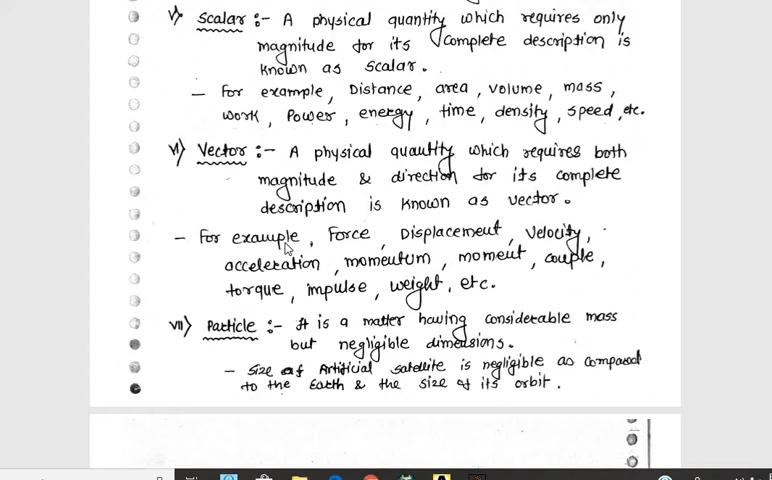 v) Scalar :- A physical quantity which requires only
magnitude for its complete description is
known as scalar.
- For example, Distance, area, volume, mass,
work, Power, energy, time, density, speed, etc.
vi) Vector :- A physical quantity which requires both
magnitude & direction for its complete
description is known as vector.
- For example, Force, Displacement, Velocity,
acceleration, momentum, moment, couple,
torque, impulse, weight, etc.
vii) Particle :- It is a matter having considerable mass
but negligible dimensions.
- Size of Artificial satellite is negligible as compared
to the Earth & the size of its orbit.